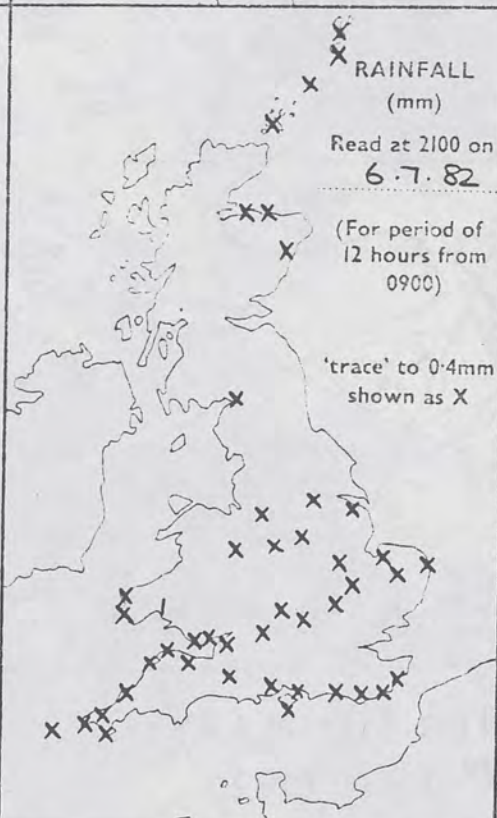 RAINFALL
(mm)
Read at 2100 on
6.7.82
(For period of
12 hours from
0900)
'trace' to 0·4mm
shown as X